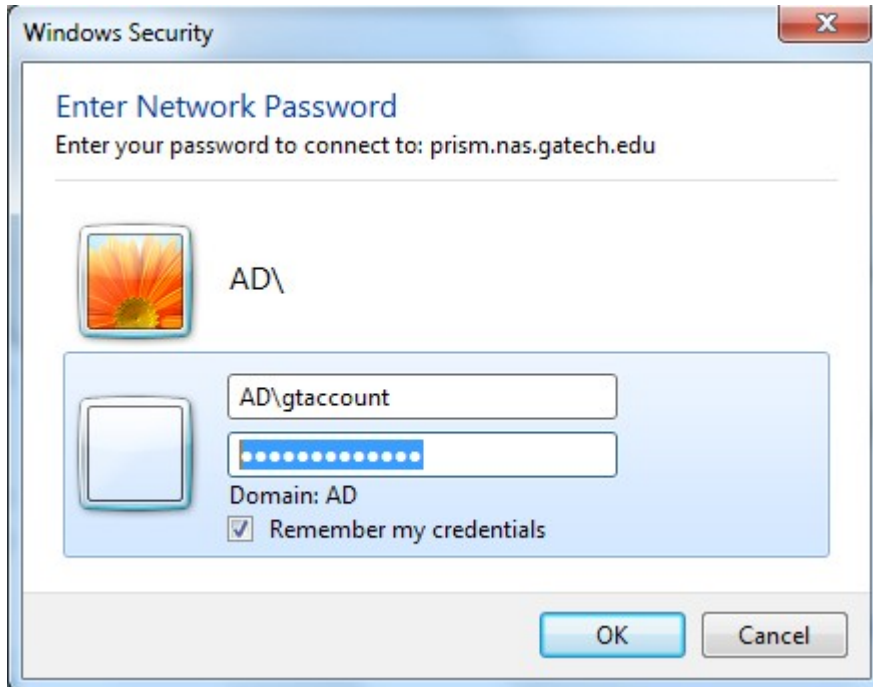 Windows Security
Enter Network Password
Enter your password to connect to: prism.nas.gatech.edu
AD\
AD\gtaccount
●●●●●●●●●●●●●
Domain: AD
Remember my credentials
OK Cancel